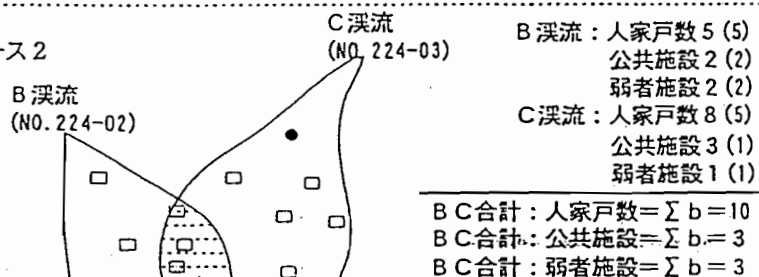 C渓流
(NO. 224-03)
ース2
B渓流
(NO. 224-02)
B渓流：人家戸数5 (5)
公共施設2 (2)
弱者施設2 (2)
C渓流：人家戸数8 (5)
公共施設3 (1)
弱者施設1 (1)
BC合計：人家戸数＝∑b＝10
BC合計：公共施設＝∑b＝3
BC合計：弱者施設＝∑b＝3